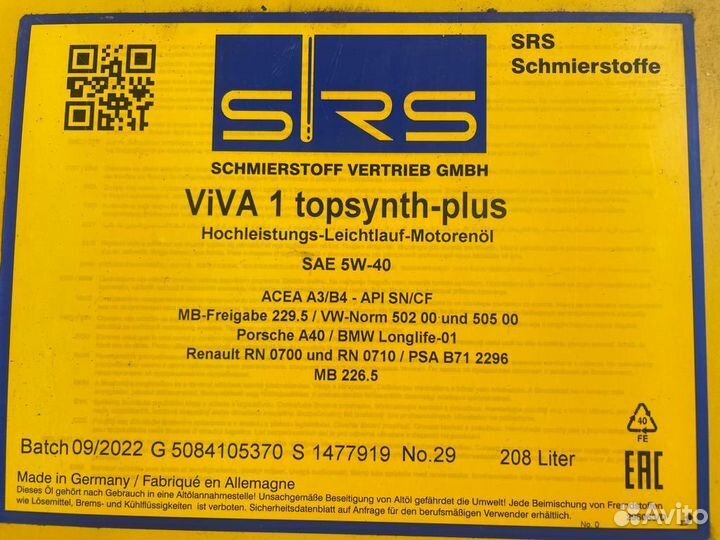 SRS
Schmierstoffe
SRS
SCHMIERSTOFF VERTRIEB GMBH
ViVA 1 topsynth-plus
Hochleistungs-Leichtlauf-Motorenöl
SAE 5W-40
ACEA A3/B4 - API SN/CF
MB-Freigabe 229.5 / VW-Norm 502 00 und 505 00
Porsche A40 / BMW Longlife-01
Renault RN 0700 und RN 0710 / PSA B71 2296
MB 226.5
40
FE
Batch 09/2022 G 5084105370 S 1477919 No.29 208 Liter
EAC
Made in Germany / Fabriqué en Allemagne
Dieses Öl gehört nach Gebrauch in eine Altölannahmestelle! Unsachgemäße Beseitigung von Altöl gefährdet die Umwelt! Jede Beimischung von Fremdstoffen
wie Lösemittel, Brems- und Kühlflüssigkeiten ist verboten. Sicherheitsdatenblatt auf Anfrage für den berufsmäßigen Verwender erhältlich.
No. 0
Avito